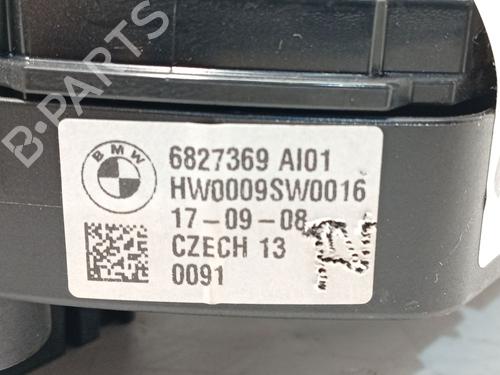 B-PARTS
BMW
6827369 AI01
HW0009SW0016
17-09-08
CZECH 13
0091